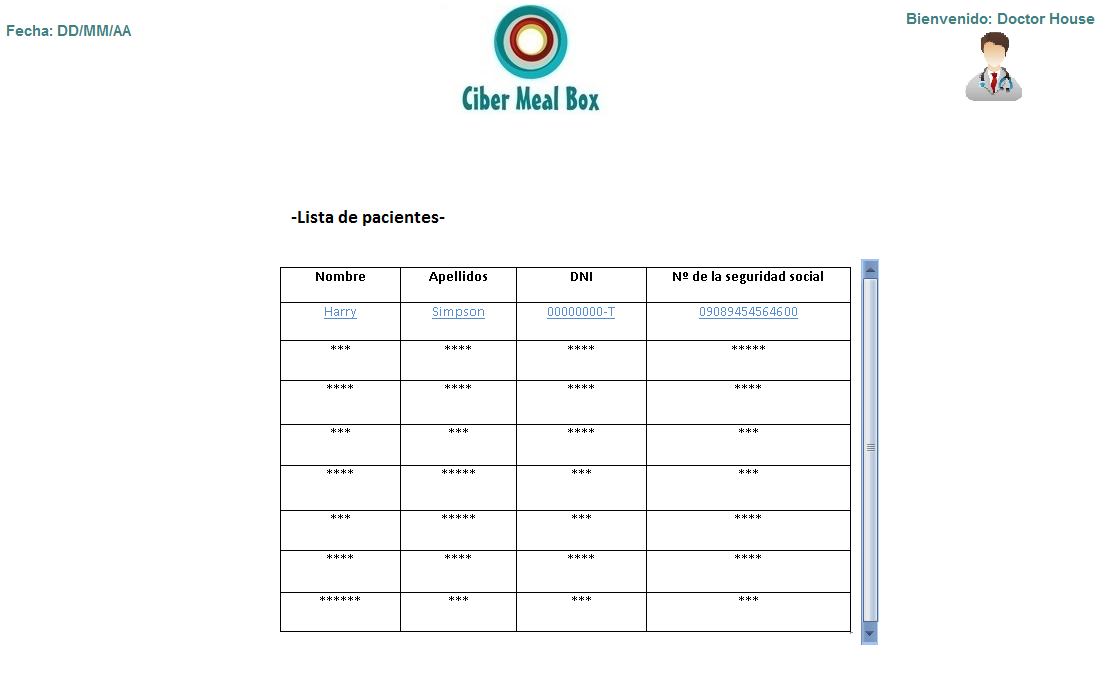 Fecha: DD/MM/AA
Bienvenido: Doctor House
Ciber Meal Box
-Lista de pacientes-
Nombre Apellidos DNI Nº de la seguridad social
Harry Simpson 00000000-T 09089454564600
*** **** **** *****
**** **** **** ****
*** *** **** ***
**** ***** *** ***
*** ***** *** ****
**** **** **** ****
****** *** *** ***